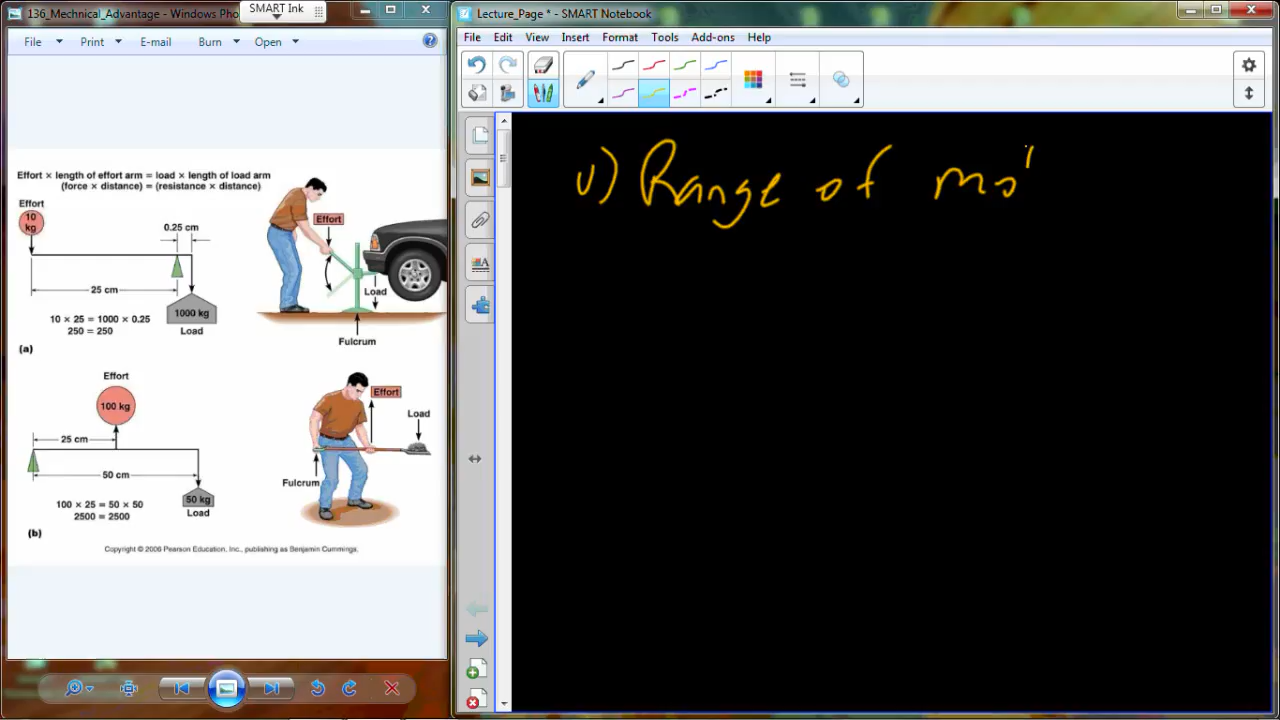 136_Mechnical_Advantage - Windows Pho
SMART Ink
File Print E-mail Burn Open
Effort × length of effort arm = load × length of load arm
(force × distance) = (resistance × distance)
Effort
10
kg
0.25 cm
25 cm
1000 kg
Load
10 × 25 = 1000 × 0.25
250 = 250
(a)
Effort
Load
Fulcrum
Effort
100 kg
25 cm
50 cm
50 kg
Load
100 × 25 = 50 × 50
2500 = 2500
(b)
Effort
Load
Fulcrum
Copyright © 2006 Pearson Education, Inc., publishing as Benjamin Cummings.
Lecture_Page * - SMART Notebook
File Edit View Insert Format Tools Add-ons Help
Range of mo